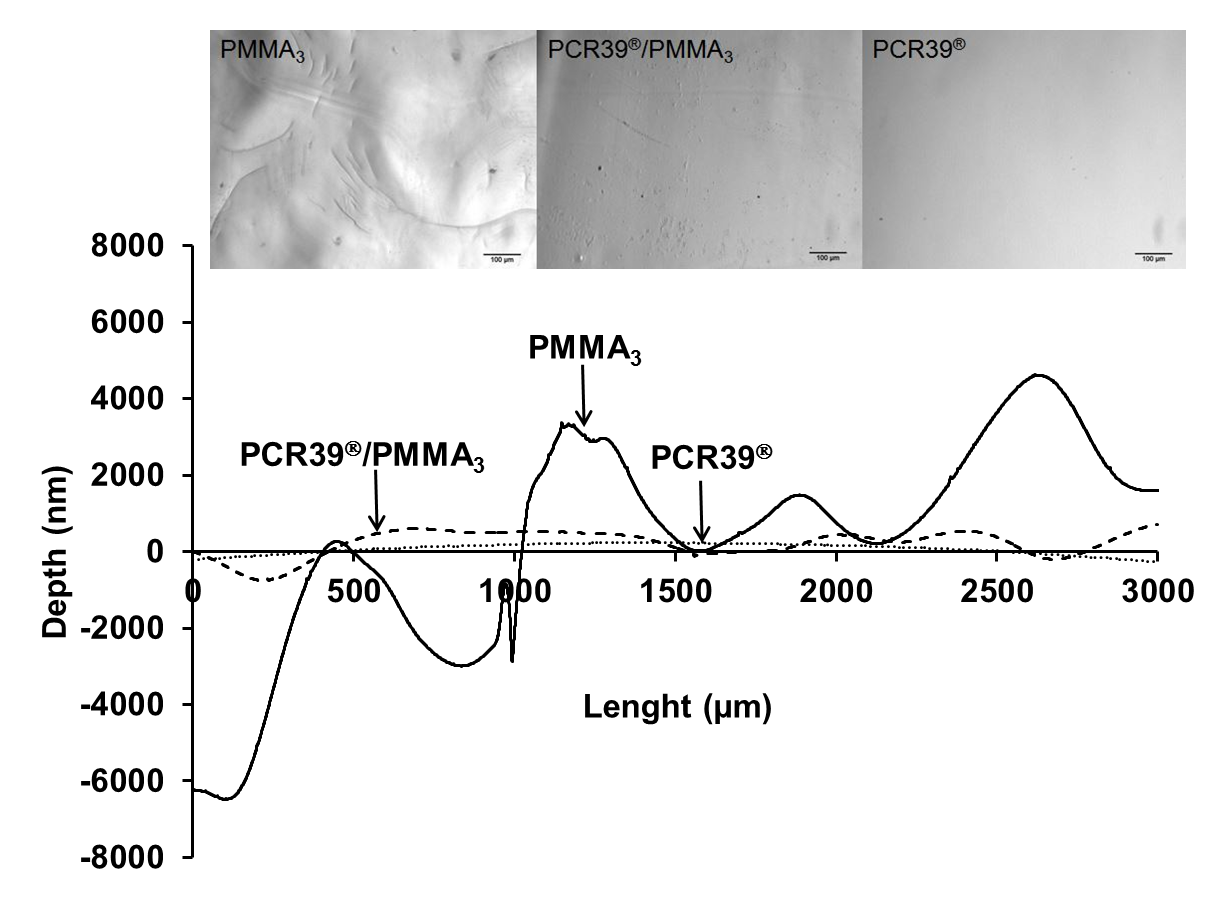 PMMA₃ PCR39®/PMMA₃ PCR39®
100 µm 100 µm 100 µm
8000
6000
4000
2000
0
-2000
-4000
-6000
-8000
Depth (nm)
PMMA₃
PCR39®/PMMA₃
PCR39®
0 500 1000 1500 2000 2500 3000
Lenght (µm)